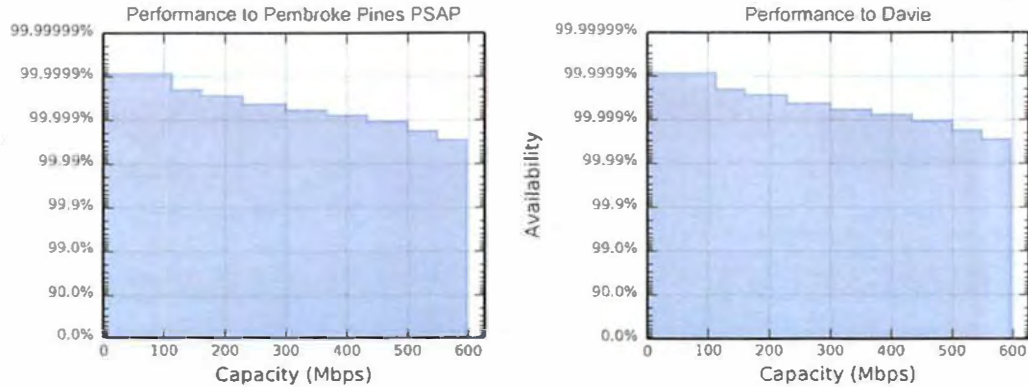 Performance to Pembroke Pines PSAP
99.99999%
99.9999%
99.999%
99.99%
99.9%
99.0%
90.0%
0.0%
0 100 200 300 400 500 600
Capacity (Mbps)
Performance to Davie
Availability
99.99999%
99.9999%
99.999%
99.99%
99.9%
99.0%
90.0%
0.0%
0 100 200 300 400 500 600
Capacity (Mbps)